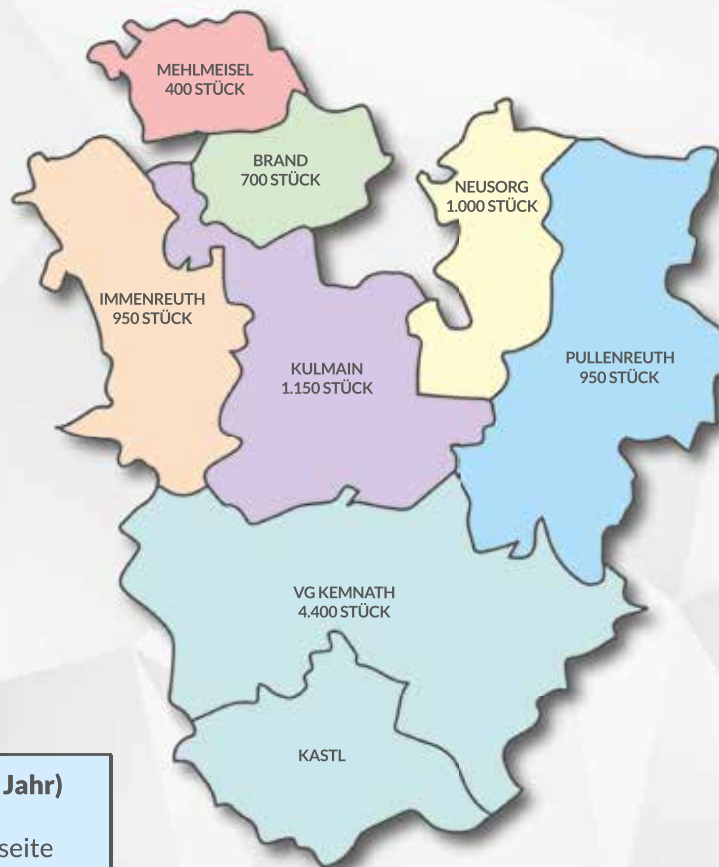 MEHLMEISEL
400 STÜCK
BRAND
700 STÜCK
NEUSORG
1.000 STÜCK
IMMENREUTH
950 STÜCK
KULMAIN
1.150 STÜCK
PULLENREUTH
950 STÜCK
VG KEMNATH
4.400 STÜCK
KASTL
Jahr)
seite